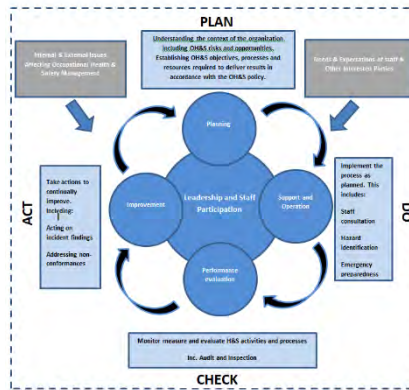 PLAN
Internal & External Issues
Affecting Occupational Health &
Safety Management
Understanding the context of the organization
including OH&S risks and opportunities.
Establishing OH&S objectives, processes and
resources required to deliver results in
accordance with the OH&S policy.
Needs & Expectations of Staff &
Other Interested Parties
Planning
ACT
Take actions to
continually
improve.
Including:
Acting on
incident findings
Addressing non-
conformances
Improvement
Leadership and Staff
Participation
Support and
Operation
Implement the
process as
planned. This
includes:
Staff
consultation
Hazard
identification
Emergency
preparedness
DO
Performance
evaluation
Monitor measure and evaluate H&S activities and processes
Inc. Audit and Inspection
CHECK